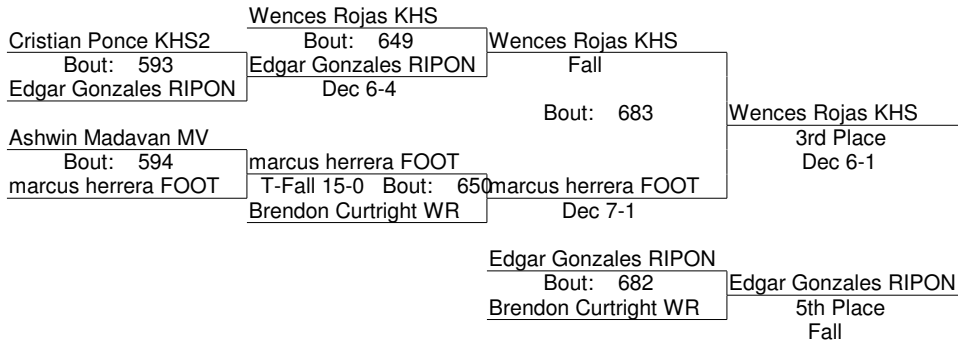 Wences Rojas KHS
Cristian Ponce KHS2
Bout: 649
Wences Rojas KHS
Bout: 593
Edgar Gonzales RIPON
Fall
Edgar Gonzales RIPON
Dec 6-4
Bout: 683
Wences Rojas KHS
Ashwin Madavan MV
3rd Place
Bout: 594
marcus herrera FOOT
Dec 6-1
marcus herrera FOOT
T-Fall 15-0 Bout: 650
marcus herrera FOOT
Brendon Curtright WR
Dec 7-1
Edgar Gonzales RIPON
Bout: 682
Edgar Gonzales RIPON
Brendon Curtright WR
5th Place
Fall